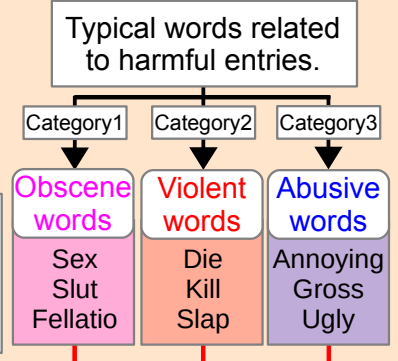 Typical words related
to harmful entries.
Category1
Category2
Category3
Obscene
words
Violent
words
Abusive
words
Sex
Slut
Fellatio
Die
Kill
Slap
Annoying
Gross
Ugly